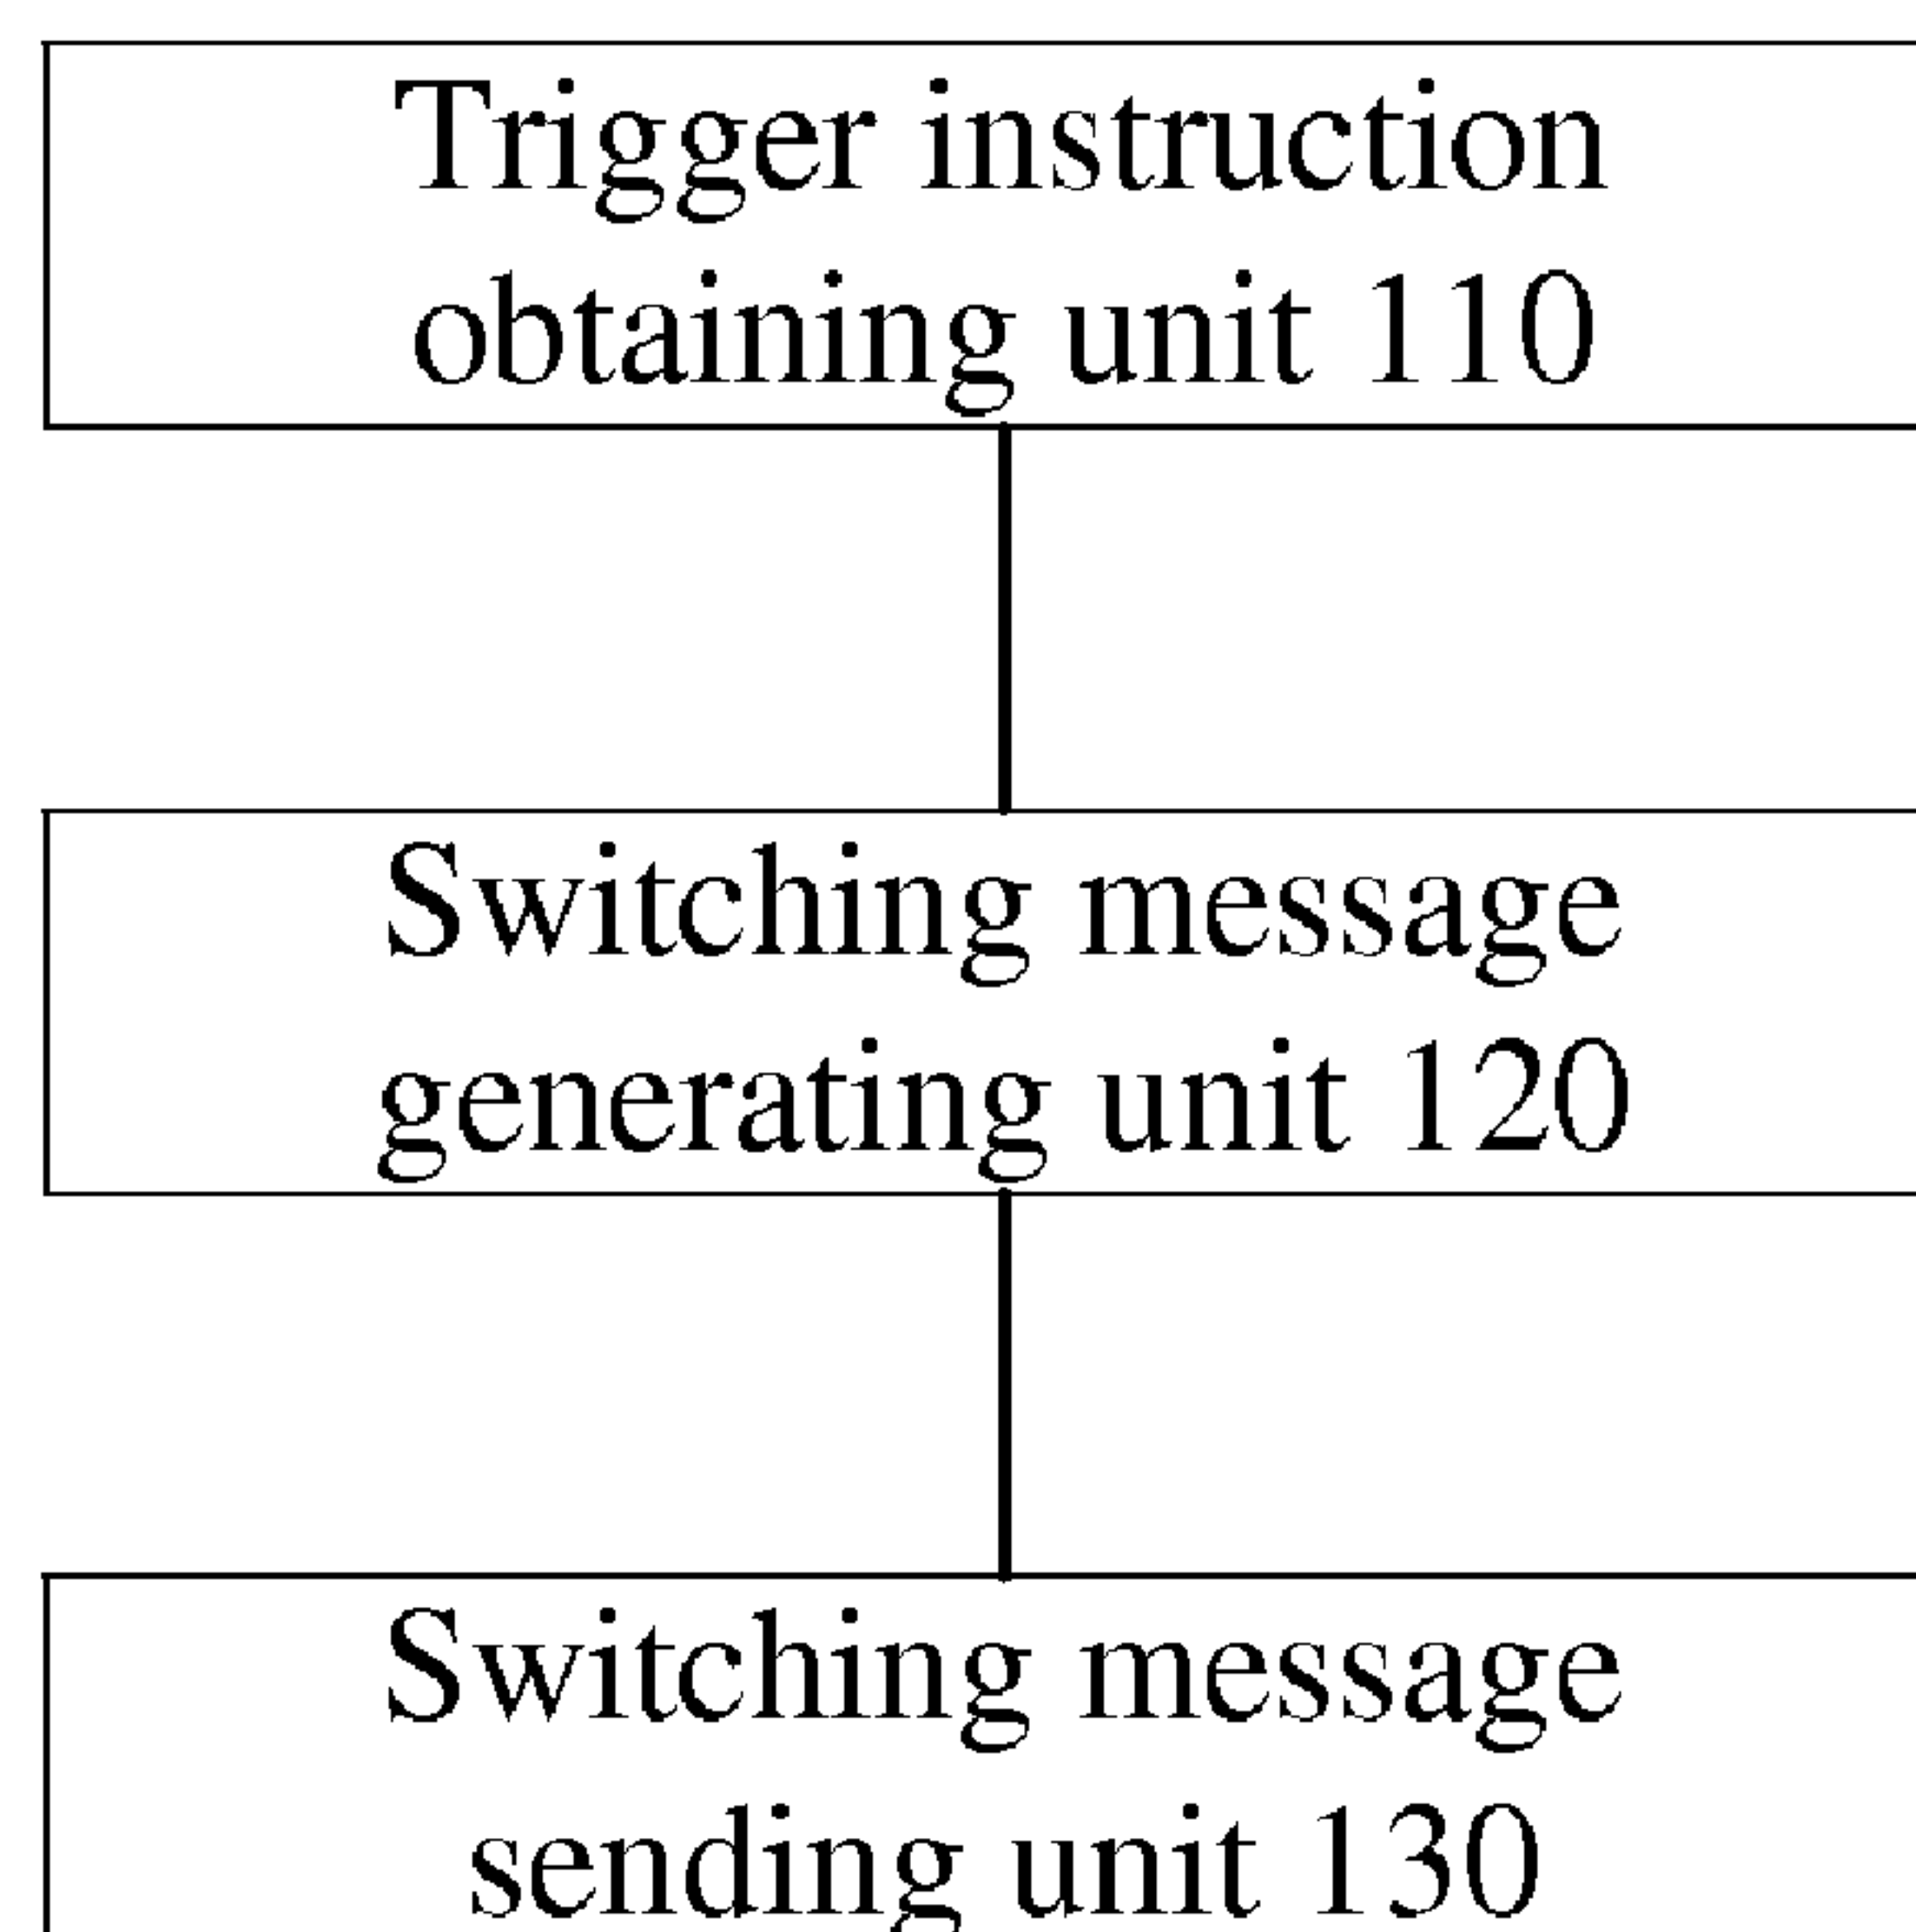 Trigger instruction
obtaining unit 110
Switching message
generating unit 120
Switching message
sending unit 130